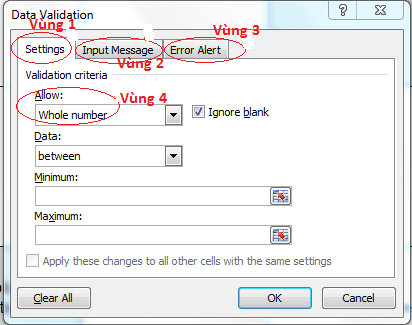 Data Validation
Vùng 1
Vùng 3
Settings
Input Message
Error Alert
Vùng 2
Validation criteria
Allow:
Vùng 4
Whole number
Ignore blank
Data:
between
Minimum:
Maximum:
Apply these changes to all other cells with the same settings
Clear All
OK
Cancel